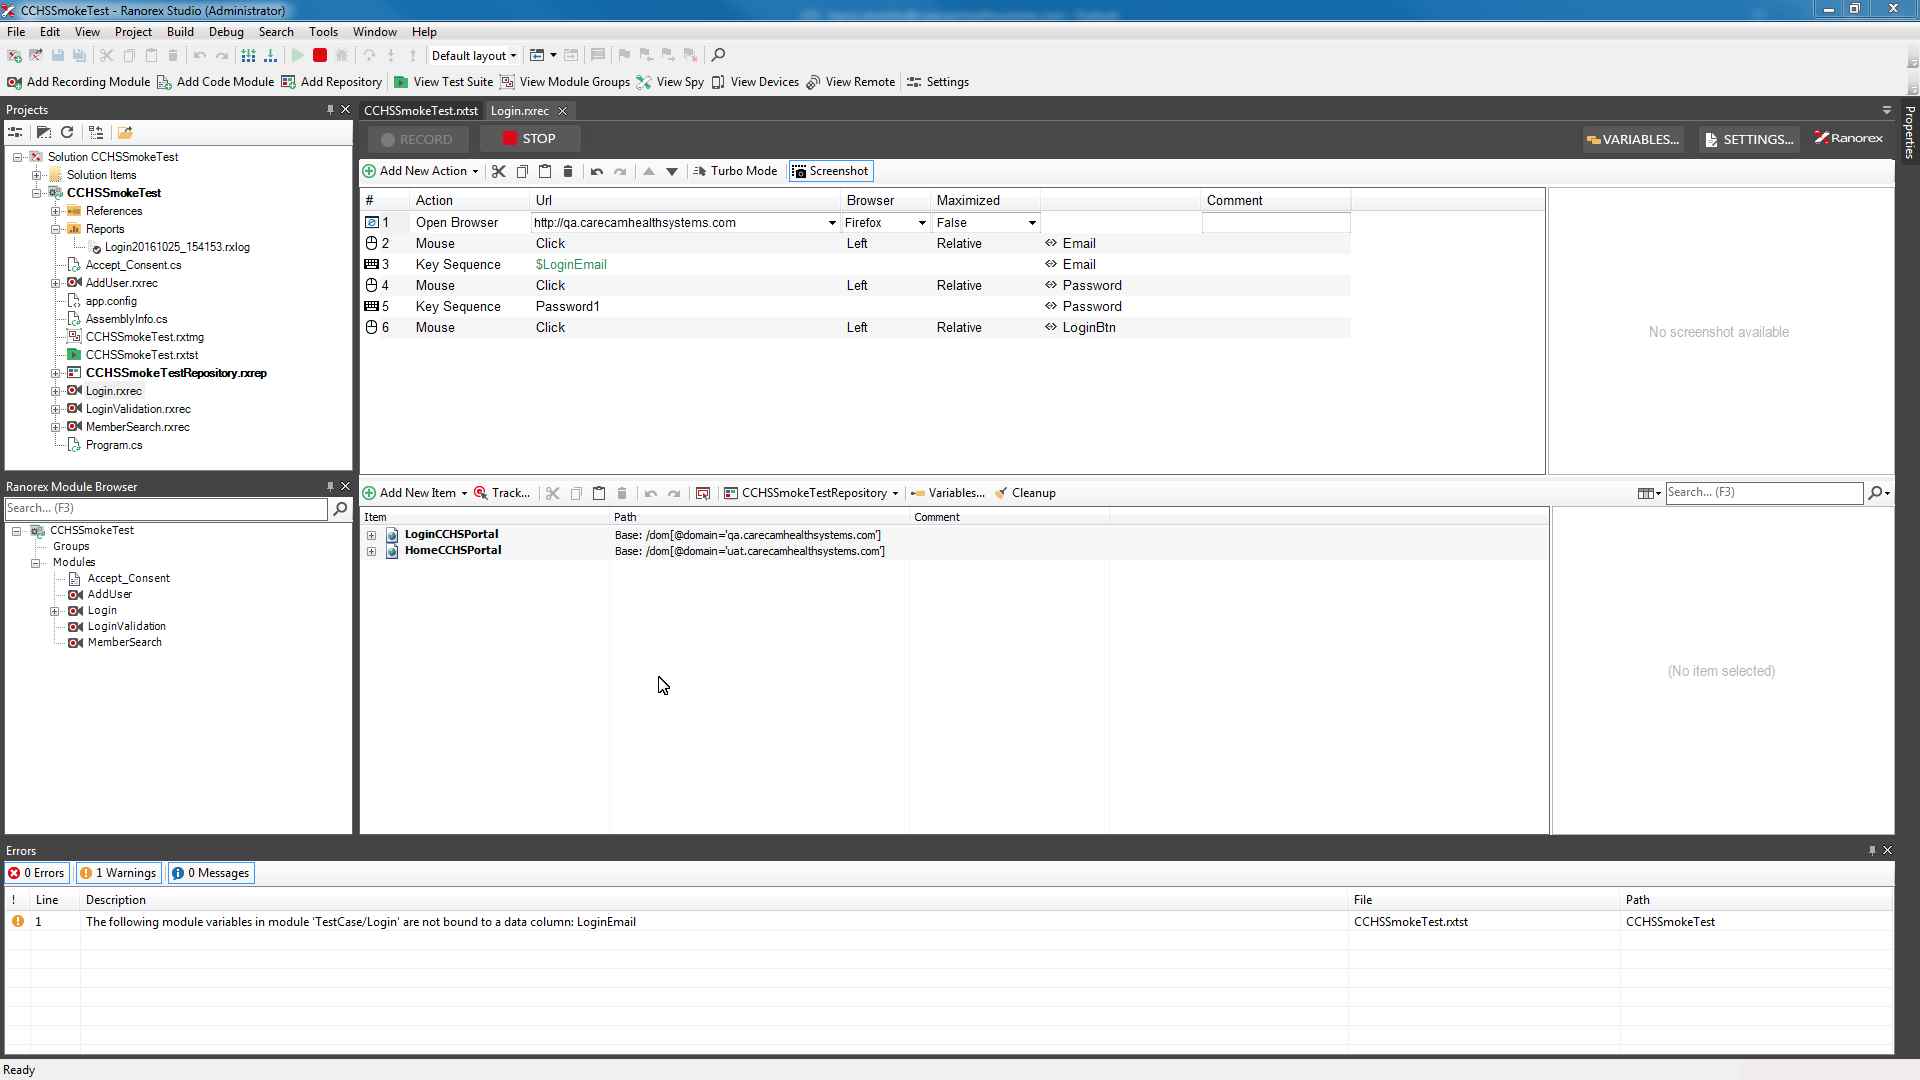 CCHSSmokeTest - Ranorex Studio (Administrator)
File Edit View Project Build Debug Search Tools Window Help
Default layout
Add Recording Module Add Code Module Add Repository View Test Suite View Module Groups View Spy View Devices View Remote Settings
Projects
Solution CCHSSmokeTest
Solution Items
CCHSSmokeTest
References
Reports
Login20161025_154153.rxlog
Accept_Consent.cs
AddUser.rxrec
app.config
AssemblyInfo.cs
CCHSSmokeTest.rxtmg
CCHSSmokeTest.rxtst
CCHSSmokeTestRepository.rxrep
Login.rxrec
LoginValidation.rxrec
MemberSearch.rxrec
Program.cs
Ranorex Module Browser
Search... (F3)
CCHSSmokeTest
Groups
Modules
Accept_Consent
AddUser
Login
LoginValidation
MemberSearch
CCHSSmokeTest.rxtst Login.rxrec
RECORD STOP VARIABLES... SETTINGS... Ranorex
Add New Action Turbo Mode Screenshot
# Action Url Browser Maximized Comment
1 Open Browser http://qa.carecamhealthsystems.com Firefox False
2 Mouse Click Left Relative Email
3 Key Sequence $LoginEmail Email
4 Mouse Click Left Relative Password
5 Key Sequence Password1 Password
6 Mouse Click Left Relative LoginBtn
No screenshot available
Add New Item Track... CCHSSmokeTestRepository Variables... Cleanup Search... (F3)
Item Path Comment
LoginCCHSPortal Base: /dom[@domain='qa.carecamhealthsystems.com']
HomeCCHSPortal Base: /dom[@domain='uat.carecamhealthsystems.com']
(No item selected)
Properties
Errors
0 Errors 1 Warnings 0 Messages
! Line Description File Path
1 The following module variables in module 'TestCase/Login' are not bound to a data column: LoginEmail CCHSSmokeTest.rxtst CCHSSmokeTest
Ready